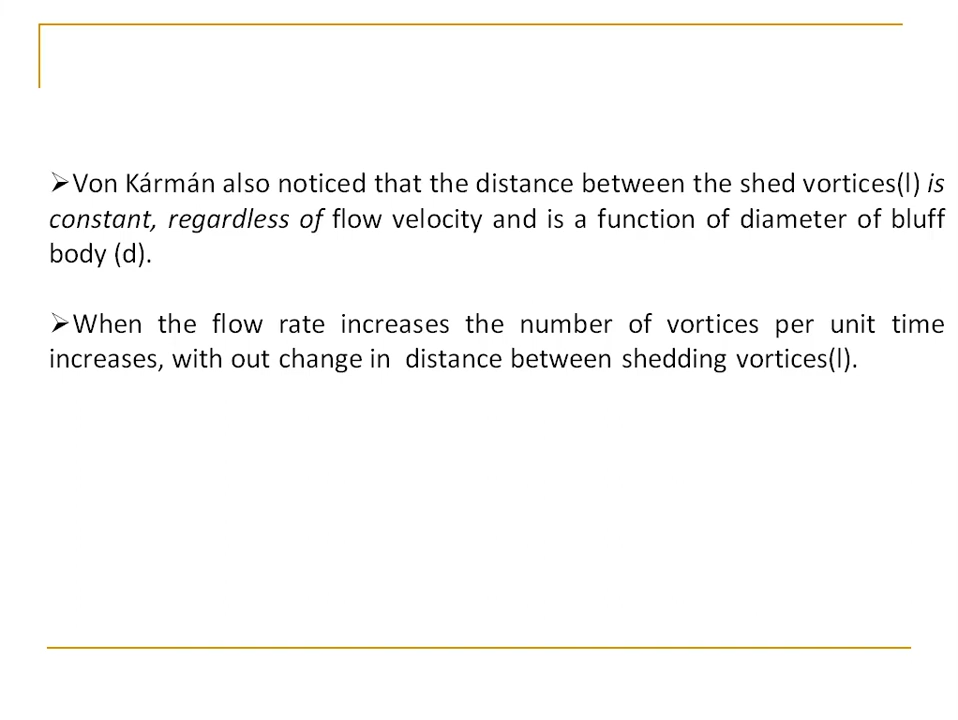 ➢Von Kármán also noticed that the distance between the shed vortices(l) is
constant, regardless of flow velocity and is a function of diameter of bluff
body (d).
➢When the flow rate increases the number of vortices per unit time
increases, with out change in  distance between shedding vortices(l).